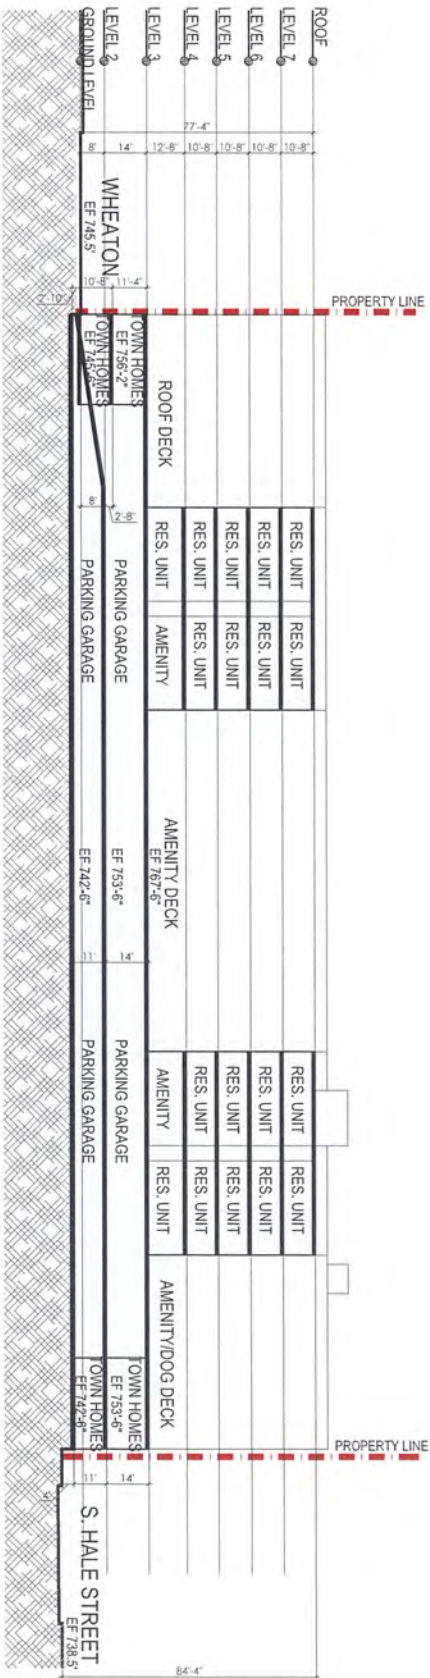 ROOF
LEVEL 7
LEVEL 6
LEVEL 5
LEVEL 4
LEVEL 3
LEVEL 2
GROUND LEVEL
77'-4"
10'-8"
10'-8"
10'-8"
10'-8"
12'-8"
14'
8'
WHEATON
EF 745.5'
11'-4"
10'-8"
2'-10"
PROPERTY LINE
TOWN HOMES
EF 756'-2"
TOWN HOMES
EF 745'-6"
ROOF DECK
8'
2'-8"
RES. UNIT
RES. UNIT
RES. UNIT
RES. UNIT
RES. UNIT
RES. UNIT
RES. UNIT
RES. UNIT
RES. UNIT
AMENITY
PARKING GARAGE
PARKING GARAGE
AMENITY DECK
EF 767'-6"
EF 753'-6"
EF 742'-6"
14'
11'
RES. UNIT
RES. UNIT
RES. UNIT
RES. UNIT
AMENITY
RES. UNIT
RES. UNIT
RES. UNIT
RES. UNIT
RES. UNIT
PARKING GARAGE
PARKING GARAGE
AMENITY/DOG DECK
TOWN HOMES
EF 753'-6"
TOWN HOMES
EF 742'-6"
PROPERTY LINE
14'
11'
4'
S. HALE STREET
EF 738.5'
84'-4"